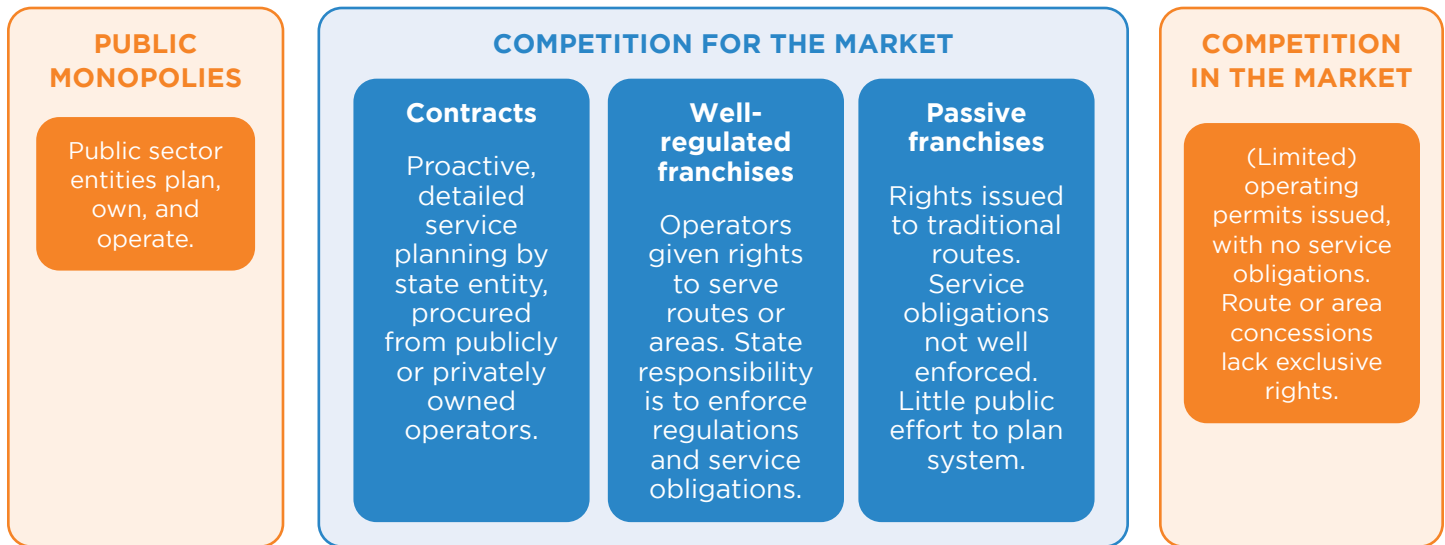 PUBLIC
MONOPOLIES
Public sector
entities plan,
own, and
operate.
COMPETITION FOR THE MARKET
Contracts
Proactive,
detailed
service
planning by
state entity,
procured
from publicly
or privately
owned
operators.
Well-
regulated
franchises
Operators
given rights
to serve
routes or
areas. State
responsibility
is to enforce
regulations
and service
obligations.
Passive
franchises
Rights issued
to traditional
routes.
Service
obligations
not well
enforced.
Little public
effort to plan
system.
COMPETITION
IN THE MARKET
(Limited)
operating
permits issued,
with no service
obligations.
Route or area
concessions
lack exclusive
rights.